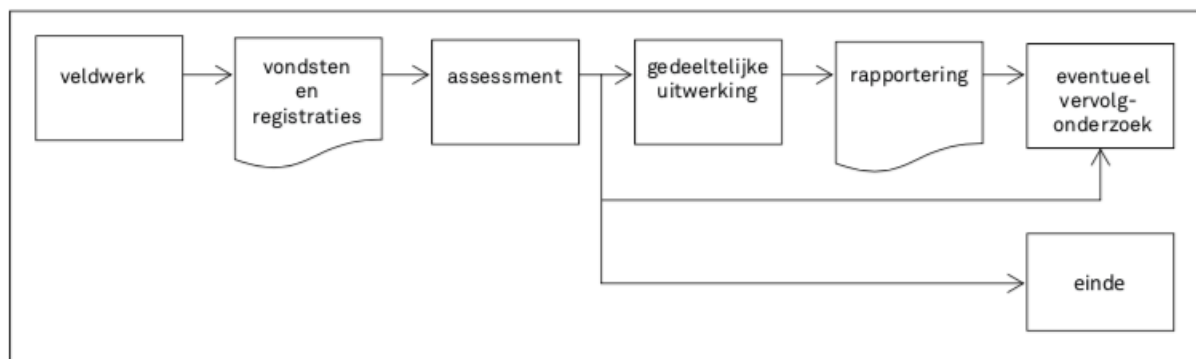 veldwerk
vondsten
en
registraties
assessment
gedeeltelijke
uitwerking
rapportering
eventueel
vervolg-
onderzoek
einde